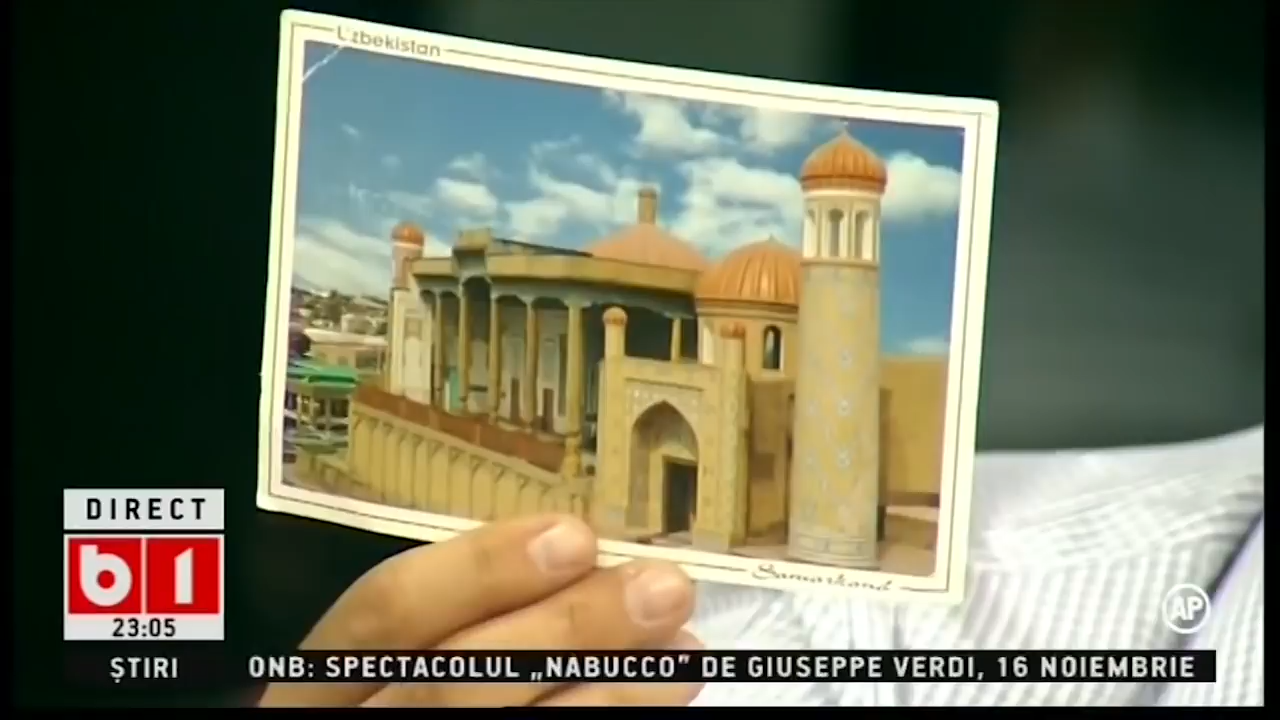 Uzbekistan
Samarkand
DIRECT
b1
23:05
AP
ȘTIRI
ONB: SPECTACOLUL „NABUCCO” DE GIUSEPPE VERDI, 16 NOIEMBRIE